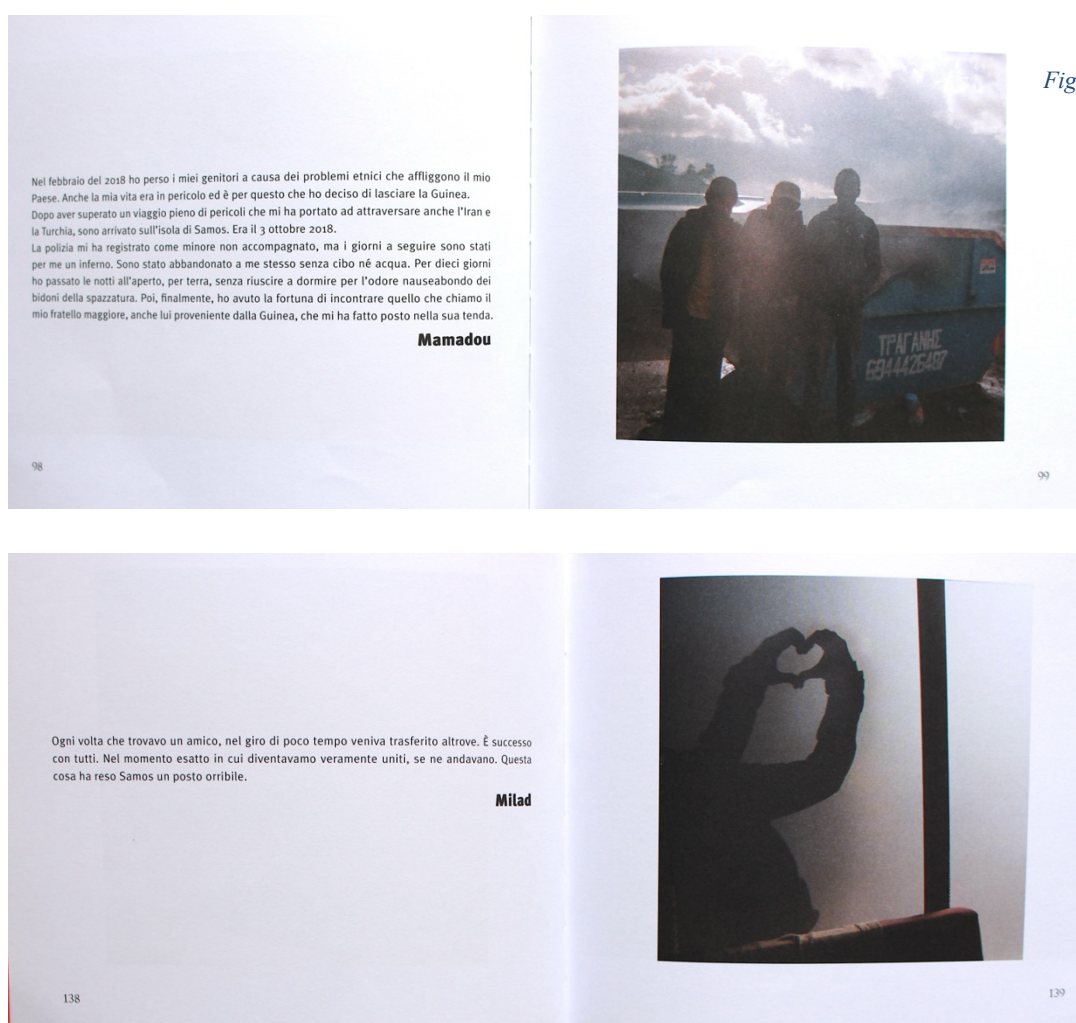 Fig
Nel febbraio del 2018 ho perso i miei genitori a causa dei problemi etnici che affliggono il mio
Paese. Anche la mia vita era in pericolo ed è per questo che ho deciso di lasciare la Guinea.
Dopo aver superato un viaggio pieno di pericoli che mi ha portato ad attraversare anche l'Iran e
la Turchia, sono arrivato sull'isola di Samos. Era il 3 ottobre 2018.
La polizia mi ha registrato come minore non accompagnato, ma i giorni a seguire sono stati
per me un inferno. Sono stato abbandonato a me stesso senza cibo né acqua. Per dieci giorni
ho passato le notti all'aperto, per terra, senza riuscire a dormire per l'odore nauseabondo dei
bidoni della spazzatura. Poi, finalmente, ho avuto la fortuna di incontrare quello che chiamo il
mio fratello maggiore, anche lui proveniente dalla Guinea, che mi ha fatto posto nella sua tenda.
Mamadou
98
ΤΡΑΓΑΝΗΣ
6944426467
99
Ogni volta che trovavo un amico, nel giro di poco tempo veniva trasferito altrove. È successo
con tutti. Nel momento esatto in cui diventavamo veramente uniti, se ne andavano. Questa
cosa ha reso Samos un posto orribile.
Milad
138
139